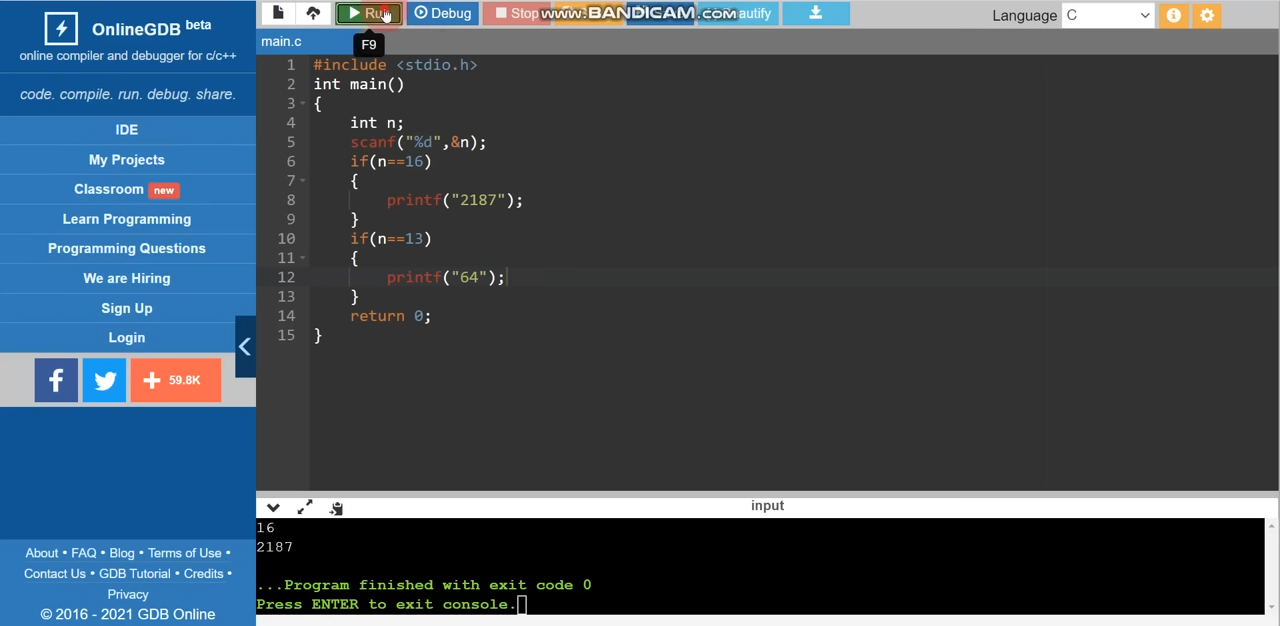 OnlineGDB beta
online compiler and debugger for c/c++
code. compile. run. debug. share.
IDE
My Projects
Classroom new
Learn Programming
Programming Questions
We are Hiring
Sign Up
Login
f
+ 59.8K
About • FAQ • Blog • Terms of Use •
Contact Us • GDB Tutorial • Credits •
Privacy
© 2016 - 2021 GDB Online
Run Debug Stop www.BANDICAM.com autify Language C
F9
main.c
1 #include <stdio.h>
2 int main()
3 {
4 int n;
5 scanf("%d",&n);
6 if(n==16)
7 {
8 printf("2187");
9 }
10 if(n==13)
11 {
12 printf("64");
13 }
14 return 0;
15 }
input
16
2187
...Program finished with exit code 0
Press ENTER to exit console.